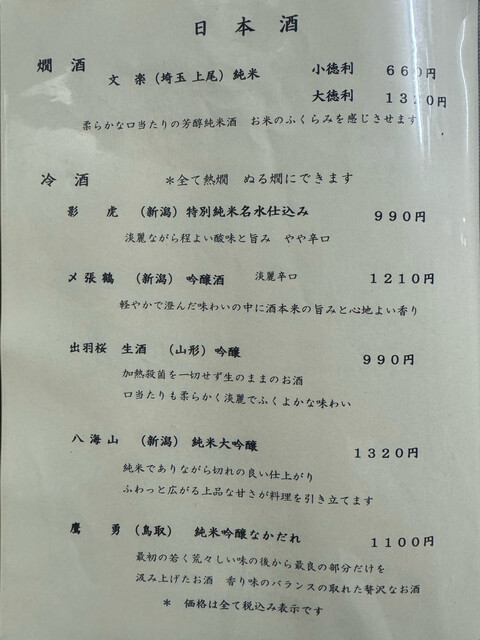 日本酒
燗酒
文楽（埼玉 上尾）純米 小徳利 ６６０円
大徳利 １３２０円
柔らかな口当たりの芳醇純米酒 お米のふくらみを感じさせます
冷酒 ＊全て熱燗 ぬる燗にできます
影虎 （新潟）特別純米名水仕込み ９９０円
淡麗ながら程よい酸味と旨み やや辛口
〆張鶴 （新潟） 吟醸酒 淡麗辛口 １２１０円
軽やかで澄んだ味わいの中に酒本来の旨みと心地よい香り
出羽桜 生酒 （山形）吟醸 ９９０円
加熱殺菌を一切せず生のままのお酒
口当たりも柔らかく淡麗でふくよかな味わい
八海山 （新潟） 純米大吟醸 １３２０円
純米でありながら切れの良い仕上がり
ふわっと広がる上品な甘さが料理を引き立てます
鷹勇（鳥取） 純米吟醸なかだれ １１００円
最初の若く荒々しい味の後から最良の部分だけを
汲み上げたお酒 香り味のバランスの取れた贅沢なお酒
＊ 価格は全て税込み表示です